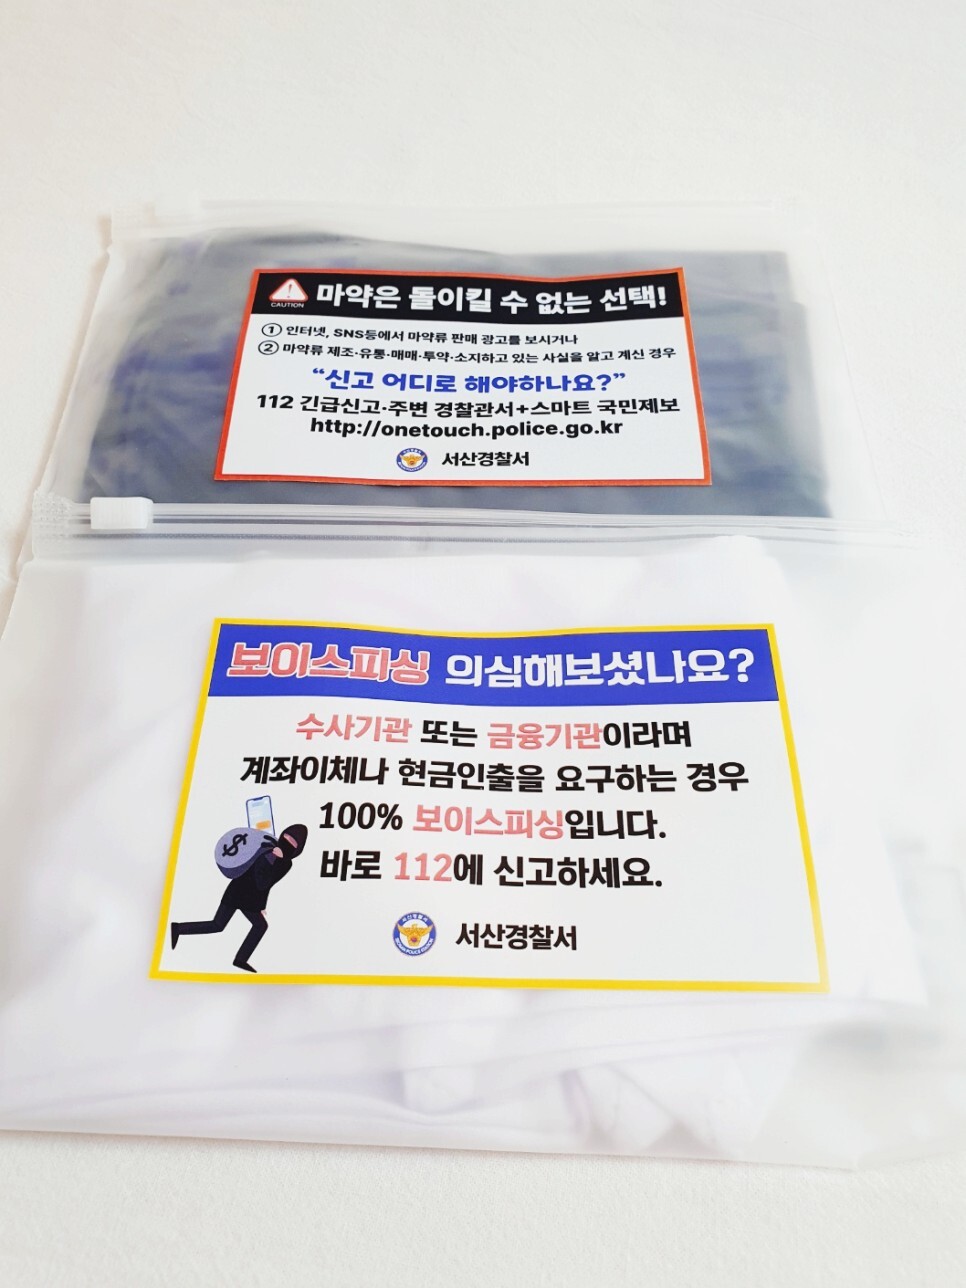 CAUTION
마약은 돌이킬 수 없는 선택!
① 인터넷, SNS등에서 마약류 판매 광고를 보시거나
② 마약류 제조·유통·매매·투약·소지하고 있는 사실을 알고 계신 경우
“신고 어디로 해야하나요?”
112 긴급신고·주변 경찰관서+스마트 국민제보
http://onetouch.police.go.kr
서산경찰서
보이스피싱 의심해보셨나요?
수사기관 또는 금융기관이라며
계좌이체나 현금인출을 요구하는 경우
100% 보이스피싱입니다.
바로 112에 신고하세요.
$
서산경찰서